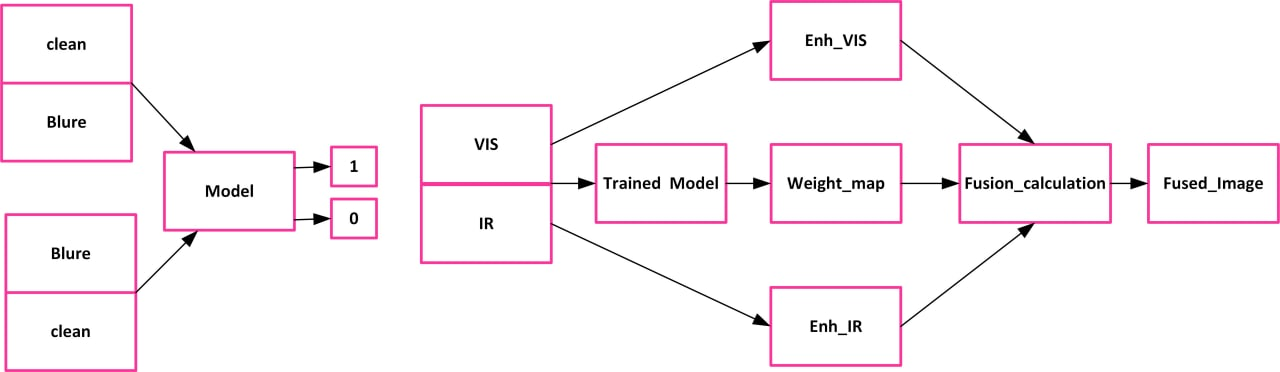 clean
Blure
Model
1
0
Blure
clean
VIS
IR
Trained  Model
Enh_VIS
Weight_map
Enh_IR
Fusion_calculation
Fused_Image